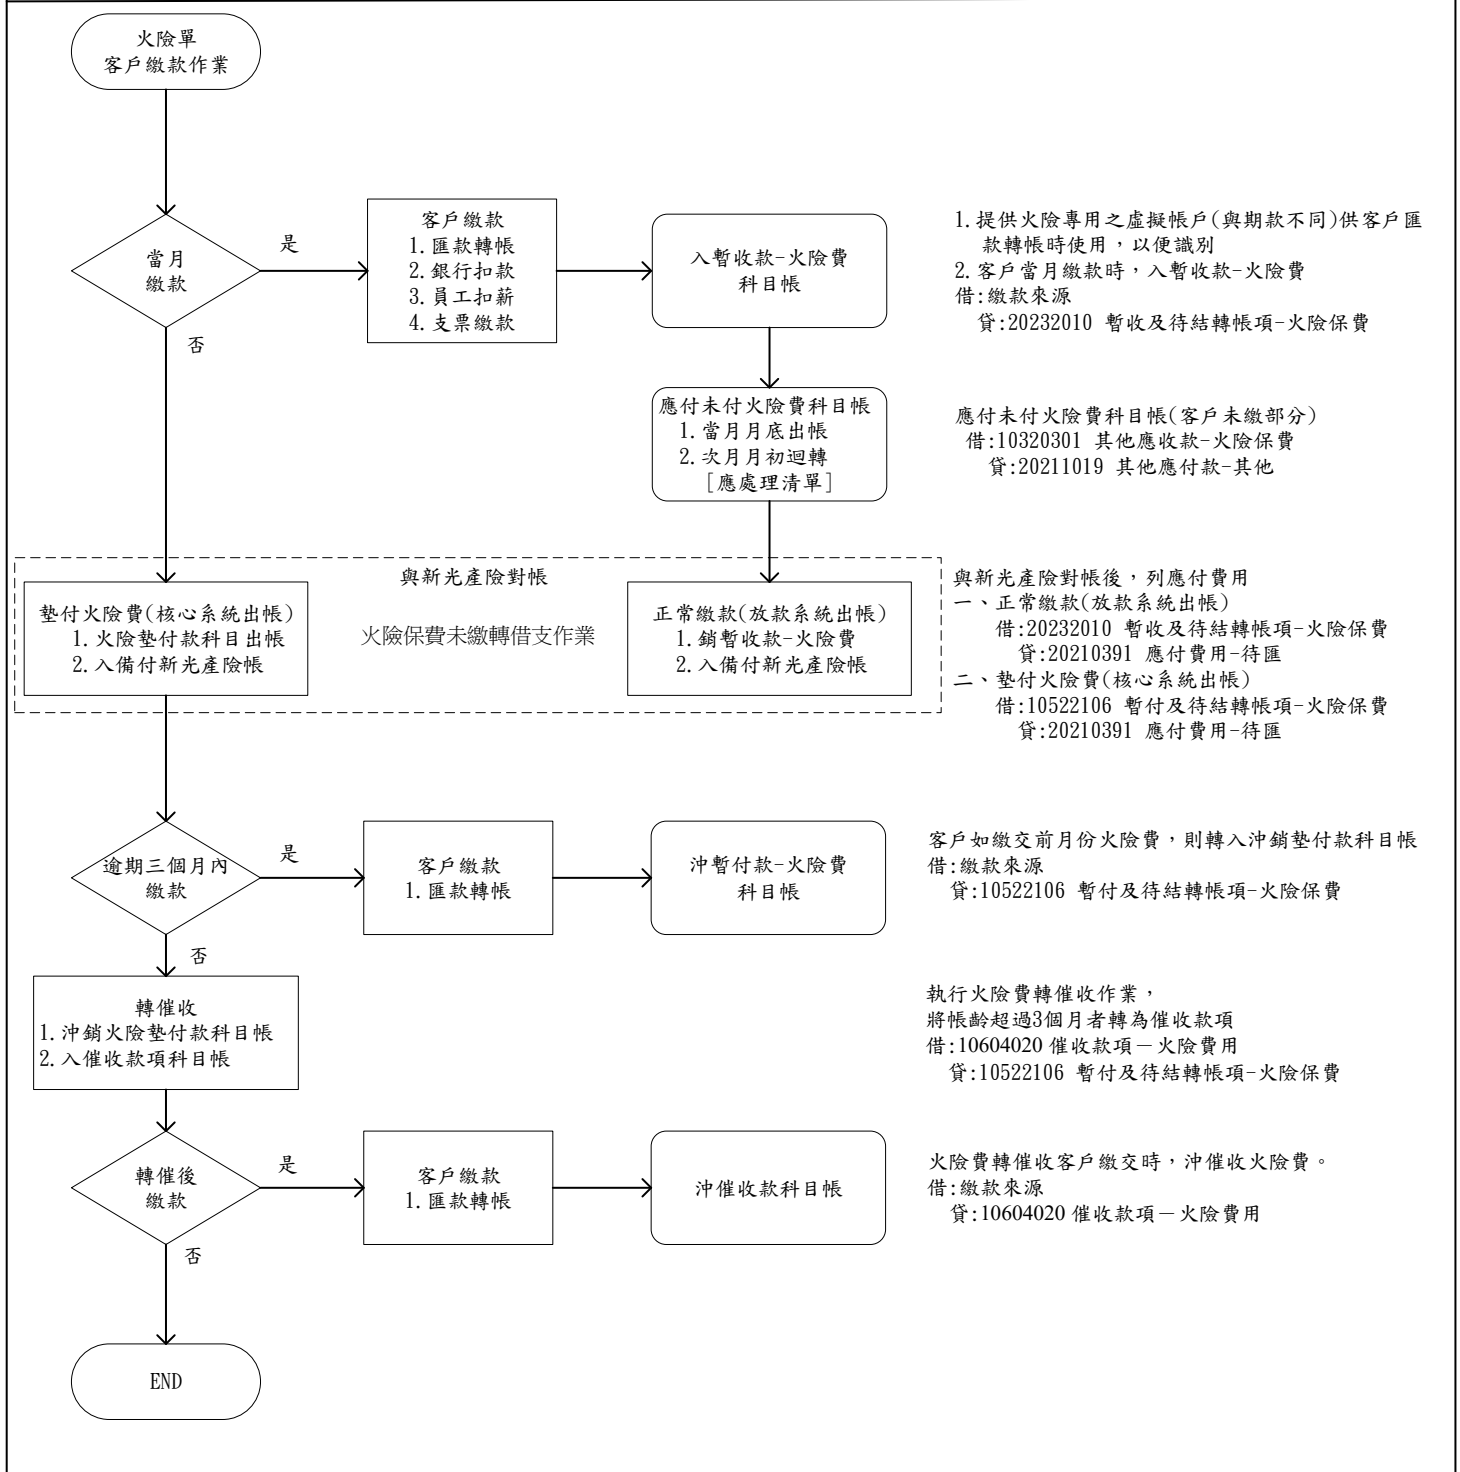 火險單
客戶繳款作業
當月
繳款
是
否
客戶繳款
1.匯款轉帳
2.銀行扣款
3.員工扣薪
4.支票繳款
入暫收款-火險費
科目帳
1.提供火險專用之虛擬帳戶(與期款不同)供客戶匯
款轉帳時使用，以便識別
2.客戶當月繳款時，入暫收款-火險費
借:繳款來源
貸:20232010 暫收及待結轉帳項-火險保費
應付未付火險費科目帳
1.當月月底出帳
2.次月月初迴轉
[應處理清單]
應付未付火險費科目帳(客戶未繳部分)
借:10320301 其他應收款-火險保費
貸:20211019 其他應付款-其他
與新光產險對帳
火險保費未繳轉借支作業
墊付火險費(核心系統出帳)
1.火險墊付款科目出帳
2.入備付新光產險帳
正常繳款(放款系統出帳)
1.銷暫收款-火險費
2.入備付新光產險帳
與新光產險對帳後，列應付費用
一、正常繳款(放款系統出帳)
借:20232010 暫收及待結轉帳項-火險保費
貸:20210391 應付費用-待匯
二、墊付火險費(核心系統出帳)
借:10522106 暫付及待結轉帳項-火險保費
貸:20210391 應付費用-待匯
逾期三個月內
繳款
是
否
客戶繳款
1.匯款轉帳
沖暫付款-火險費
科目帳
客戶如繳交前月份火險費，則轉入沖銷墊付款科目帳
借:繳款來源
貸:10522106 暫付及待結轉帳項-火險保費
轉催收
1.沖銷火險墊付款科目帳
2.入催收款項科目帳
執行火險費轉催收作業，
將帳齡超過3個月者轉為催收款項
借:10604020 催收款項－火險費用
貸:10522106 暫付及待結轉帳項-火險保費
轉催後
繳款
是
否
客戶繳款
1.匯款轉帳
沖催收款科目帳
火險費轉催收客戶繳交時，沖催收火險費。
借:繳款來源
貸:10604020 催收款項－火險費用
END